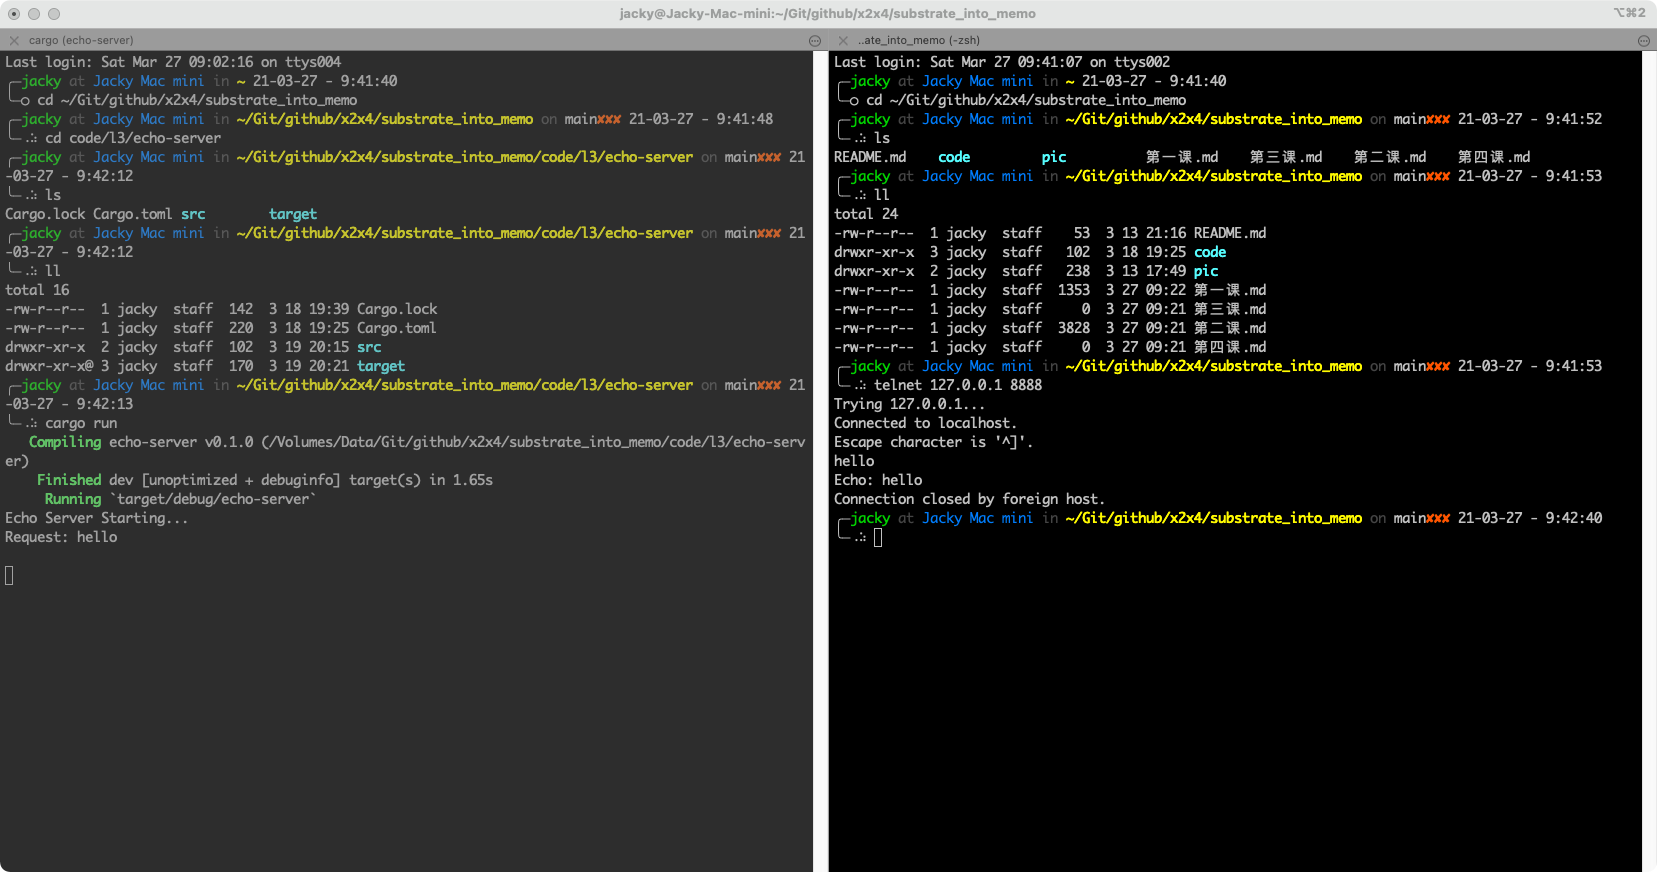 jacky@Jacky-Mac-mini:~/Git/github/x2x4/substrate_into_memo
⌥⌘2
cargo (echo-server)
Last login: Sat Mar 27 09:02:16 on ttys004
╭─jacky at Jacky Mac mini in ~ 21-03-27 - 9:41:40
╰─○ cd ~/Git/github/x2x4/substrate_into_memo
╭─jacky at Jacky Mac mini in ~/Git/github/x2x4/substrate_into_memo on main✘✘✘ 21-03-27 - 9:41:48
╰─.∴ cd code/l3/echo-server
╭─jacky at Jacky Mac mini in ~/Git/github/x2x4/substrate_into_memo/code/l3/echo-server on main✘✘✘ 21
-03-27 - 9:42:12
╰─.∴ ls
Cargo.lock Cargo.toml src        target
╭─jacky at Jacky Mac mini in ~/Git/github/x2x4/substrate_into_memo/code/l3/echo-server on main✘✘✘ 21
-03-27 - 9:42:12
╰─.∴ ll
total 16
-rw-r--r--  1 jacky  staff  142  3 18 19:39 Cargo.lock
-rw-r--r--  1 jacky  staff  220  3 18 19:25 Cargo.toml
drwxr-xr-x  2 jacky  staff  102  3 19 20:15 src
drwxr-xr-x@ 3 jacky  staff  170  3 19 20:21 target
╭─jacky at Jacky Mac mini in ~/Git/github/x2x4/substrate_into_memo/code/l3/echo-server on main✘✘✘ 21
-03-27 - 9:42:13
╰─.∴ cargo run
   Compiling echo-server v0.1.0 (/Volumes/Data/Git/github/x2x4/substrate_into_memo/code/l3/echo-serv
er)
    Finished dev [unoptimized + debuginfo] target(s) in 1.65s
     Running `target/debug/echo-server`
Echo Server Starting...
Request: hello
..ate_into_memo (-zsh)
Last login: Sat Mar 27 09:41:07 on ttys002
╭─jacky at Jacky Mac mini in ~ 21-03-27 - 9:41:40
╰─○ cd ~/Git/github/x2x4/substrate_into_memo
╭─jacky at Jacky Mac mini in ~/Git/github/x2x4/substrate_into_memo on main✘✘✘ 21-03-27 - 9:41:52
╰─.∴ ls
README.md    code         pic          第一课.md    第三课.md    第二课.md    第四课.md
╭─jacky at Jacky Mac mini in ~/Git/github/x2x4/substrate_into_memo on main✘✘✘ 21-03-27 - 9:41:53
╰─.∴ ll
total 24
-rw-r--r--  1 jacky  staff    53  3 13 21:16 README.md
drwxr-xr-x  3 jacky  staff   102  3 18 19:25 code
drwxr-xr-x  2 jacky  staff   238  3 13 17:49 pic
-rw-r--r--  1 jacky  staff  1353  3 27 09:22 第一课.md
-rw-r--r--  1 jacky  staff     0  3 27 09:21 第三课.md
-rw-r--r--  1 jacky  staff  3828  3 27 09:21 第二课.md
-rw-r--r--  1 jacky  staff     0  3 27 09:21 第四课.md
╭─jacky at Jacky Mac mini in ~/Git/github/x2x4/substrate_into_memo on main✘✘✘ 21-03-27 - 9:41:53
╰─.∴ telnet 127.0.0.1 8888
Trying 127.0.0.1...
Connected to localhost.
Escape character is '^]'.
hello
Echo: hello
Connection closed by foreign host.
╭─jacky at Jacky Mac mini in ~/Git/github/x2x4/substrate_into_memo on main✘✘✘ 21-03-27 - 9:42:40
╰─.∴